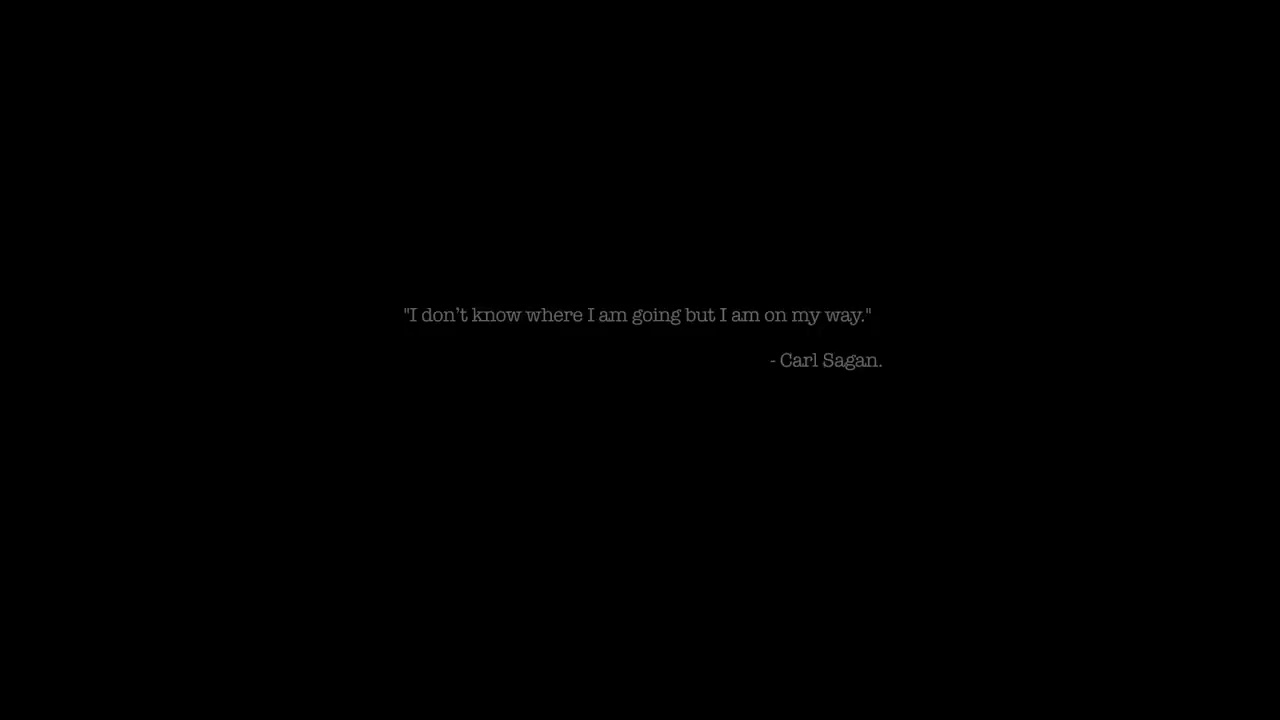 "I don’t know where I am going but I am on my way."
- Carl Sagan.